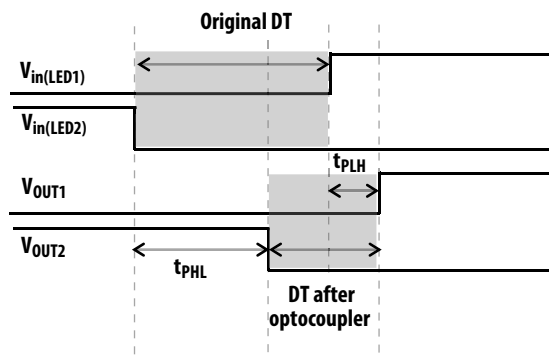 Original DT
Vin(LED1)
Vin(LED2)
tPLH
VOUT1
VOUT2
tPHL
DT after
optocoupler